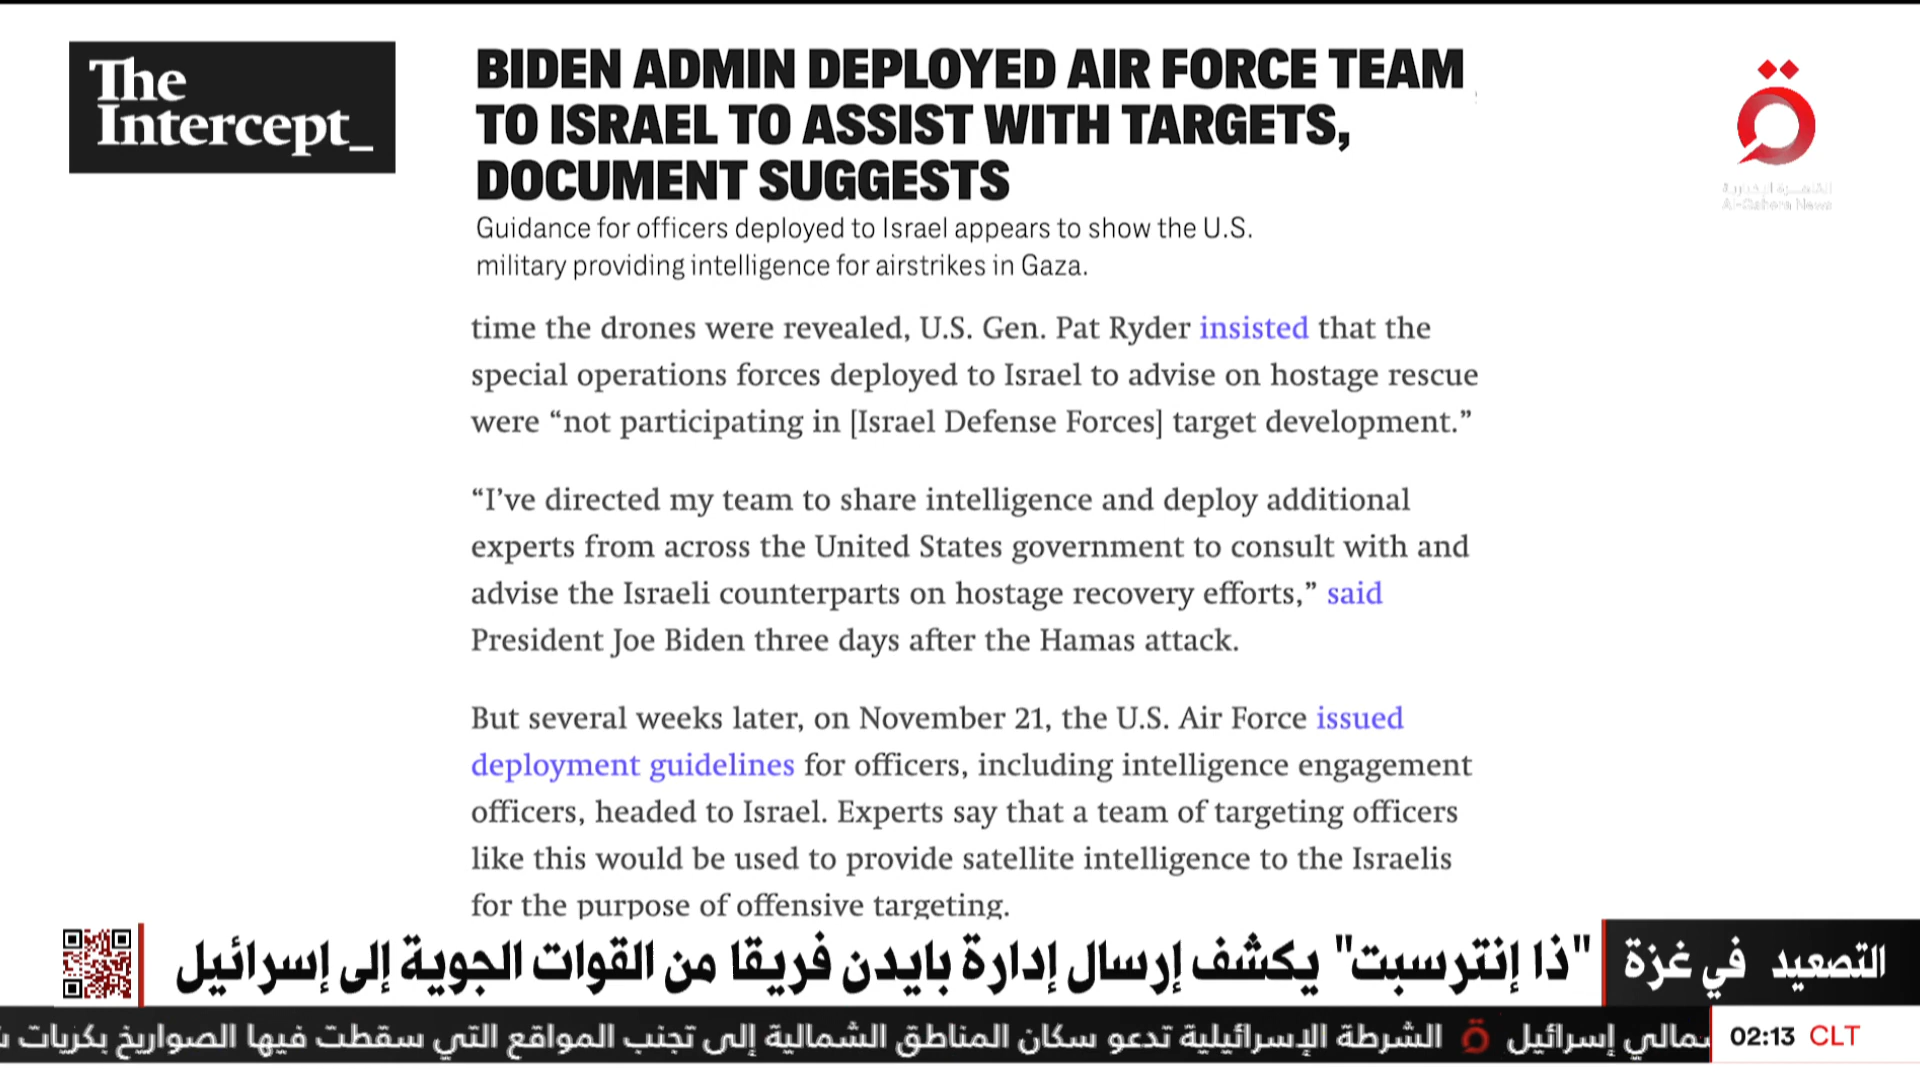 The
Intercept_
BIDEN ADMIN DEPLOYED AIR FORCE TEAM
TO ISRAEL TO ASSIST WITH TARGETS,
DOCUMENT SUGGESTS
Guidance for officers deployed to Israel appears to show the U.S.
military providing intelligence for airstrikes in Gaza.
القاهرة الإخبارية
Al-Qahera News
time the drones were revealed, U.S. Gen. Pat Ryder insisted that the
special operations forces deployed to Israel to advise on hostage rescue
were “not participating in [Israel Defense Forces] target development.”
“I’ve directed my team to share intelligence and deploy additional
experts from across the United States government to consult with and
advise the Israeli counterparts on hostage recovery efforts,” said
President Joe Biden three days after the Hamas attack.
But several weeks later, on November 21, the U.S. Air Force issued
deployment guidelines for officers, including intelligence engagement
officers, headed to Israel. Experts say that a team of targeting officers
like this would be used to provide satellite intelligence to the Israelis
for the purpose of offensive targeting.
التصعيد في غزة
"ذا إنترسبت" يكشف إرسال إدارة بايدن فريقا من القوات الجوية إلى إسرائيل
إسرائيل الشرطة الإسرائيلية تدعو سكان المناطق الشمالية إلى تجنب المواقع التي سقطت فيها الصواريخ بكريات
02:13 CLT